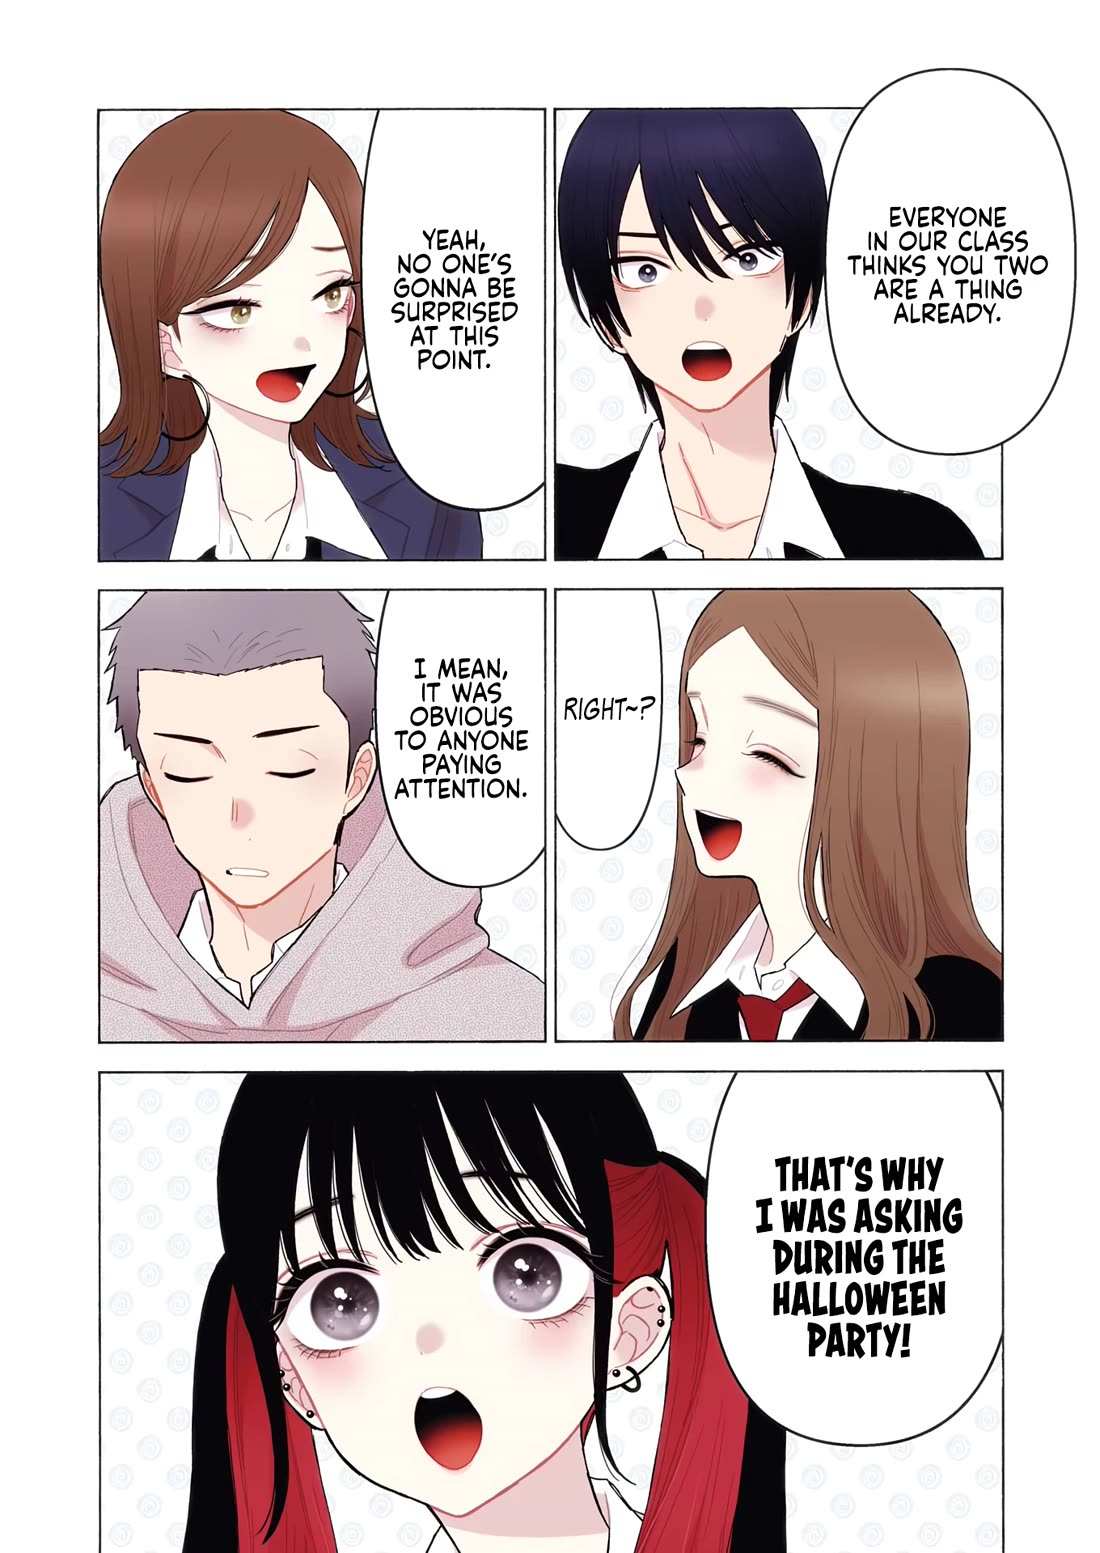 EVERYONE
IN OUR CLASS
THINKS YOU TWO
ARE A THING
ALREADY.
YEAH,
NO ONE'S
GONNA BE
SURPRISED
AT THIS
POINT.
RIGHT~?
I MEAN,
IT WAS
OBVIOUS
TO ANYONE
PAYING
ATTENTION.
THAT'S WHY
I WAS ASKING
DURING THE
HALLOWEEN
PARTY!